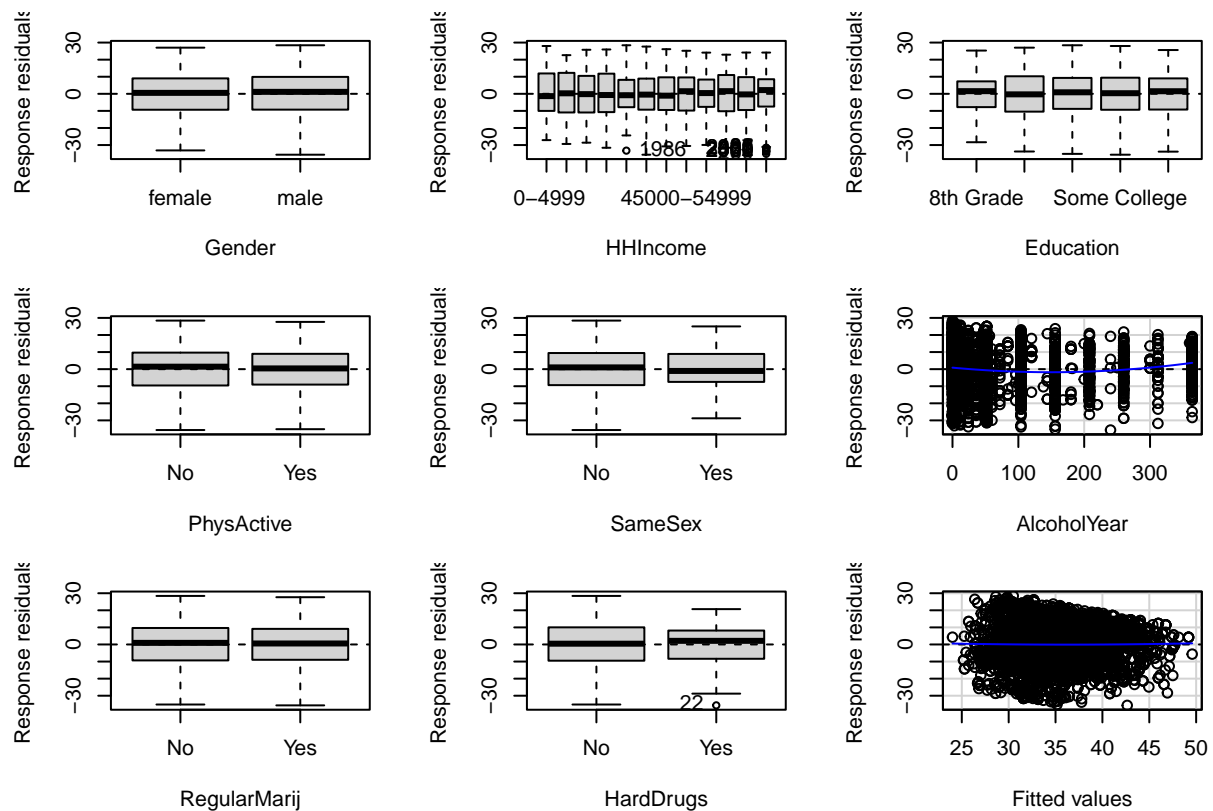 Response residuals
30
0
−30
female male
Gender
Response residuals
30
0
−30
1986
0−4999 45000−54999
HHIncome
Response residuals
30
0
−30
8th Grade Some College
Education
Response residuals
30
0
−30
No Yes
PhysActive
Response residuals
30
0
−30
No Yes
SameSex
Response residuals
30
0
−30
0 100 200 300
AlcoholYear
Response residuals
30
0
−30
No Yes
RegularMarij
Response residuals
30
0
−30
22
No Yes
HardDrugs
Response residuals
30
0
−30
25 30 35 40 45 50
Fitted values